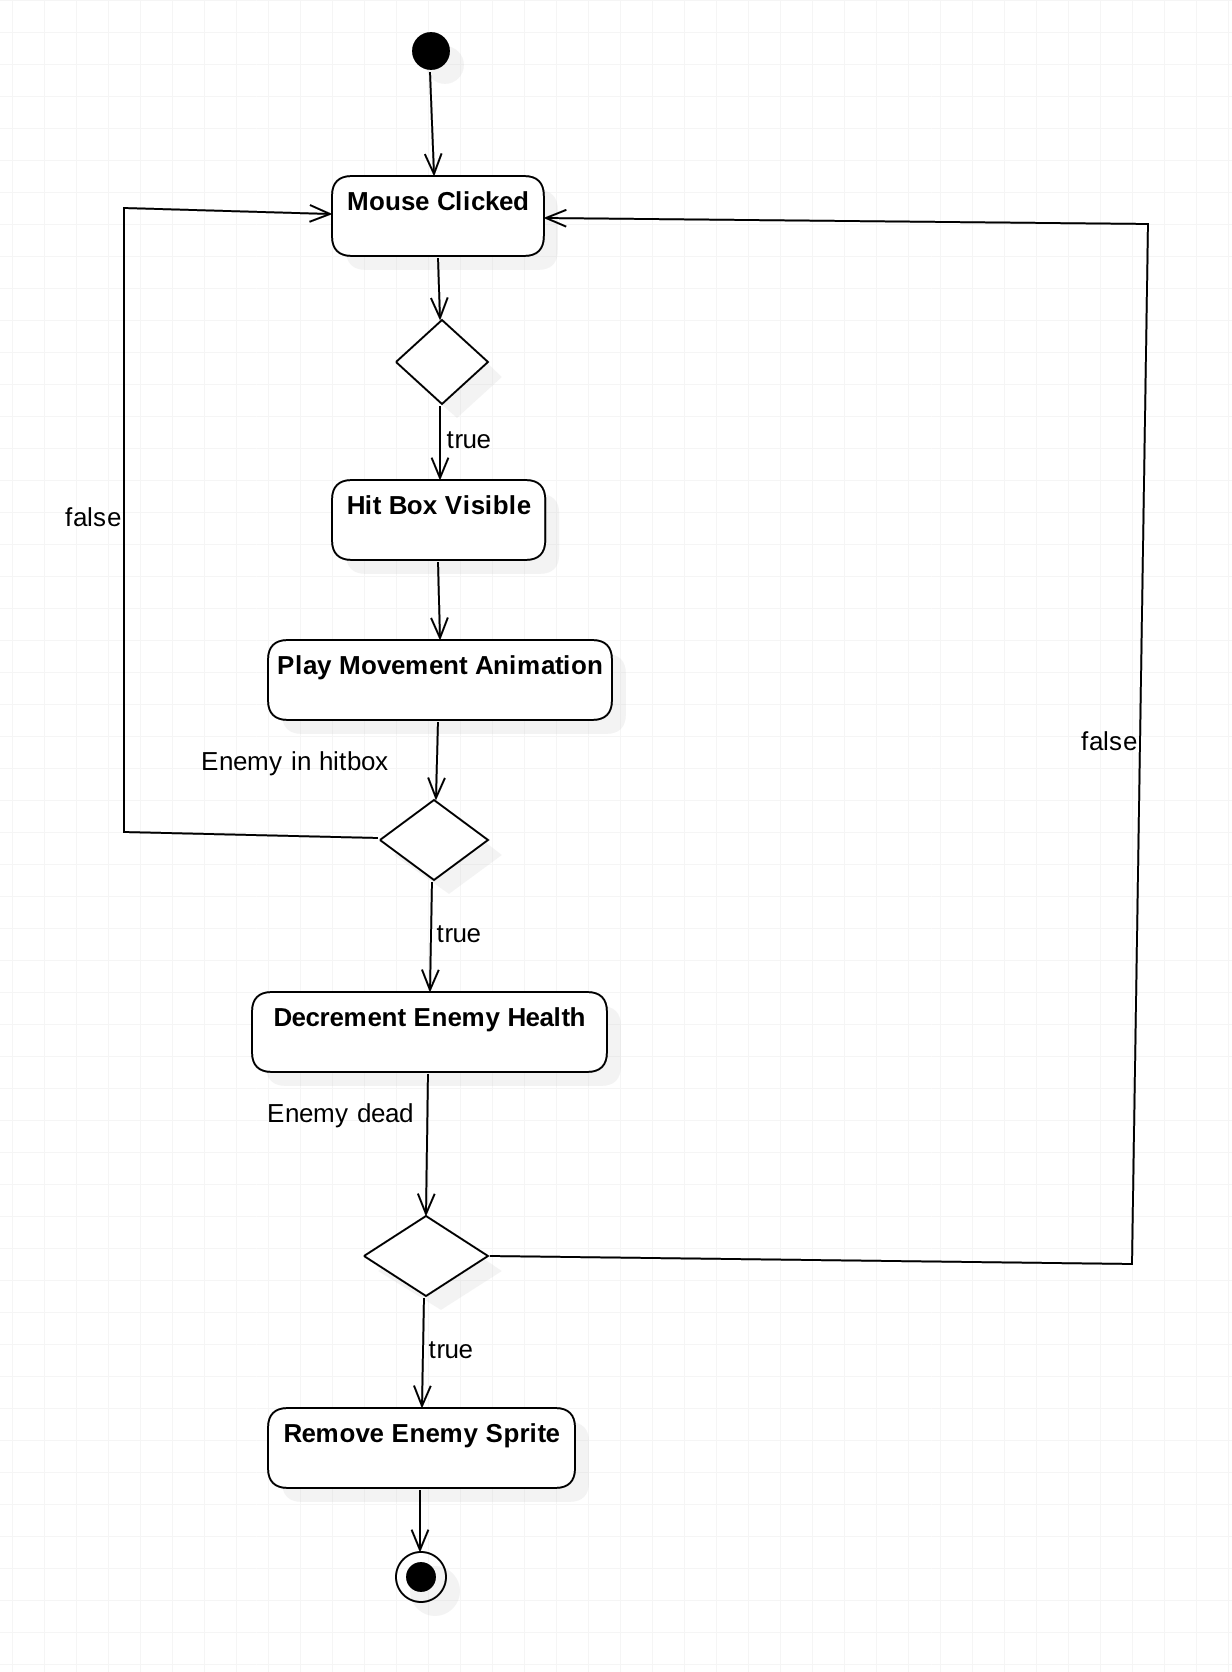 Mouse Clicked
true
Hit Box Visible
false
Play Movement Animation
false
Enemy in hitbox
true
Decrement Enemy Health
Enemy dead
true
Remove Enemy Sprite